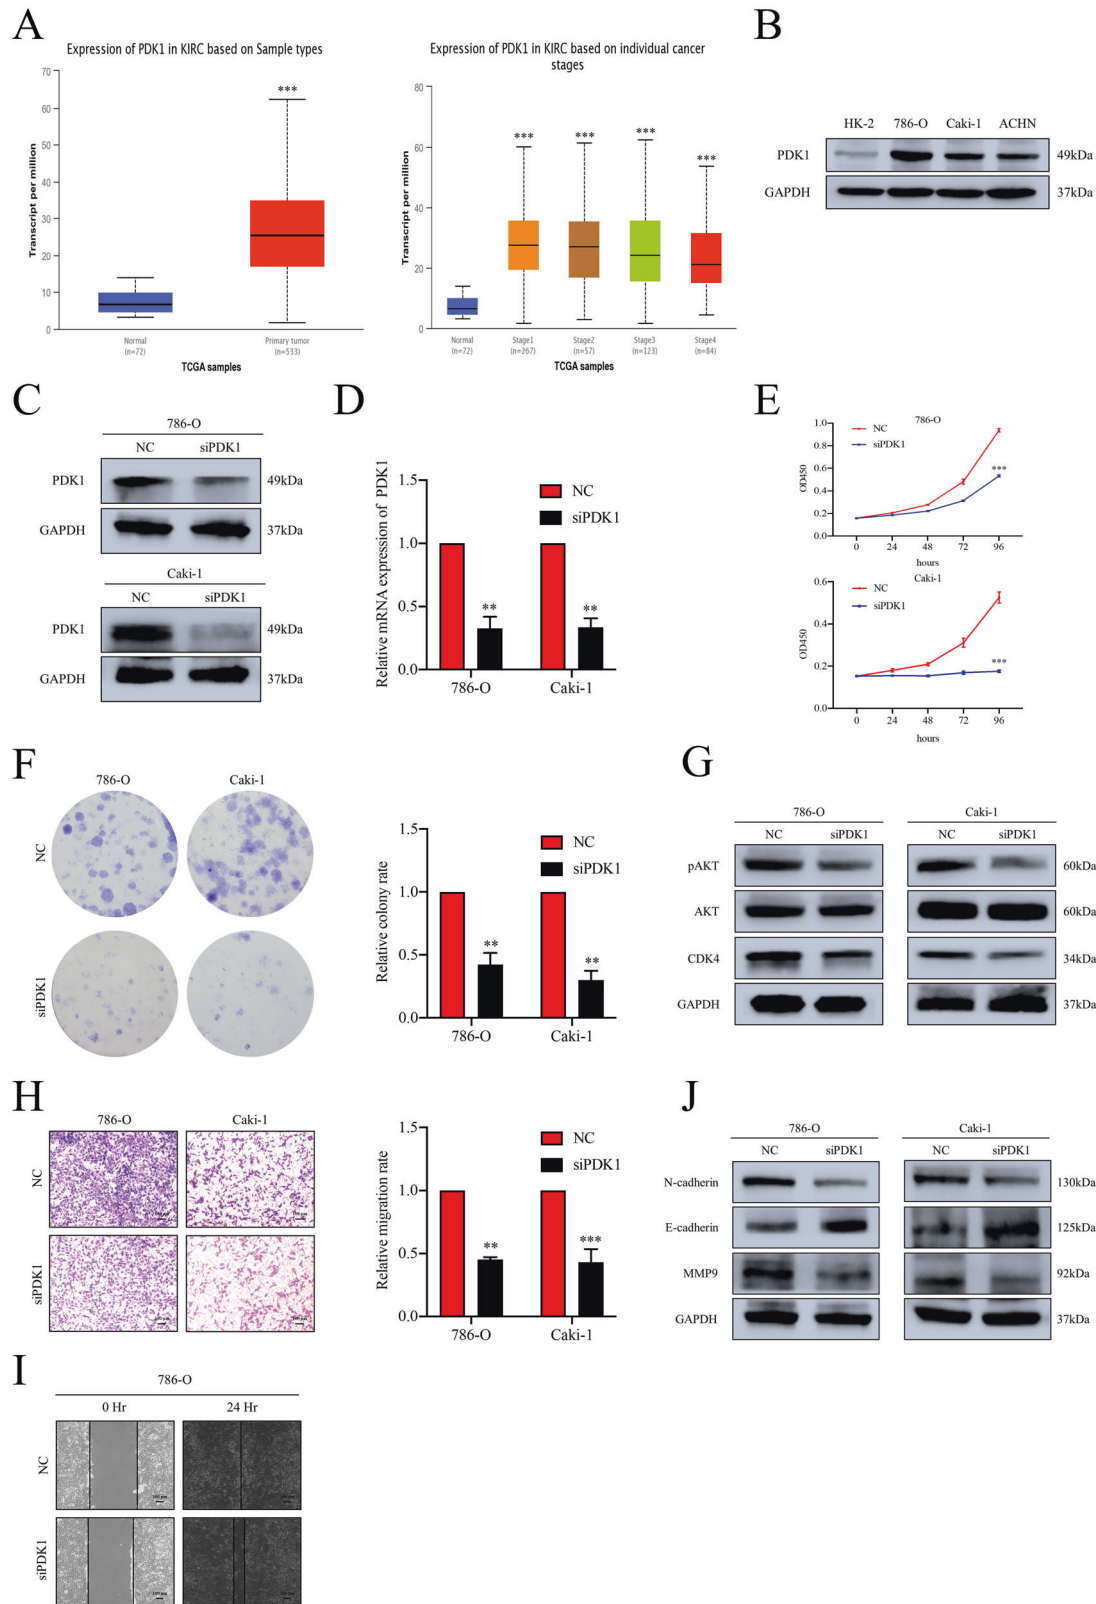 A
Expression of PDK1 in KIRC based on Sample types
Transcript per million
70
60
50
40
30
20
10
0
***
Normal
(n=72)
Primary tumor
(n=533)
TCGA samples
Expression of PDK1 in KIRC based on individual cancer
stages
Transcript per million
80
60
40
20
0
***
***
***
***
Normal
(n=72)
Stage1
(n=267)
Stage2
(n=57)
Stage3
(n=123)
Stage4
(n=84)
TCGA samples
B
HK-2 786-O Caki-1 ACHN
PDK1 49kDa
GAPDH 37kDa
C
786-O
NC siPDK1
PDK1 49kDa
GAPDH 37kDa
Caki-1
NC siPDK1
PDK1 49kDa
GAPDH 37kDa
D
Relative mRNA expression of PDK1
1.5
1.0
0.5
0.0
NC
siPDK1
** **
786-O Caki-1
E
786-O
OD450
1.0
0.8
0.6
0.4
0.2
0.0
NC
siPDK1
***
0 24 48 72 96
hours
Caki-1
OD450
0.6
0.4
0.2
0.0
NC
siPDK1
***
0 24 48 72 96
hours
F
786-O Caki-1
NC
siPDK1
Relative colony rate
1.5
1.0
0.5
0.0
NC
siPDK1
** **
786-O Caki-1
G
786-O Caki-1
NC siPDK1 NC siPDK1
pAKT 60kDa
AKT 60kDa
CDK4 34kDa
GAPDH 37kDa
H
786-O Caki-1
NC
siPDK1
Relative migration rate
1.5
1.0
0.5
0.0
NC
siPDK1
** ***
786-O Caki-1
J
786-O Caki-1
NC siPDK1 NC siPDK1
N-cadherin 130kDa
E-cadherin 125kDa
MMP9 92kDa
GAPDH 37kDa
I
786-O
0 Hr 24 Hr
NC
siPDK1